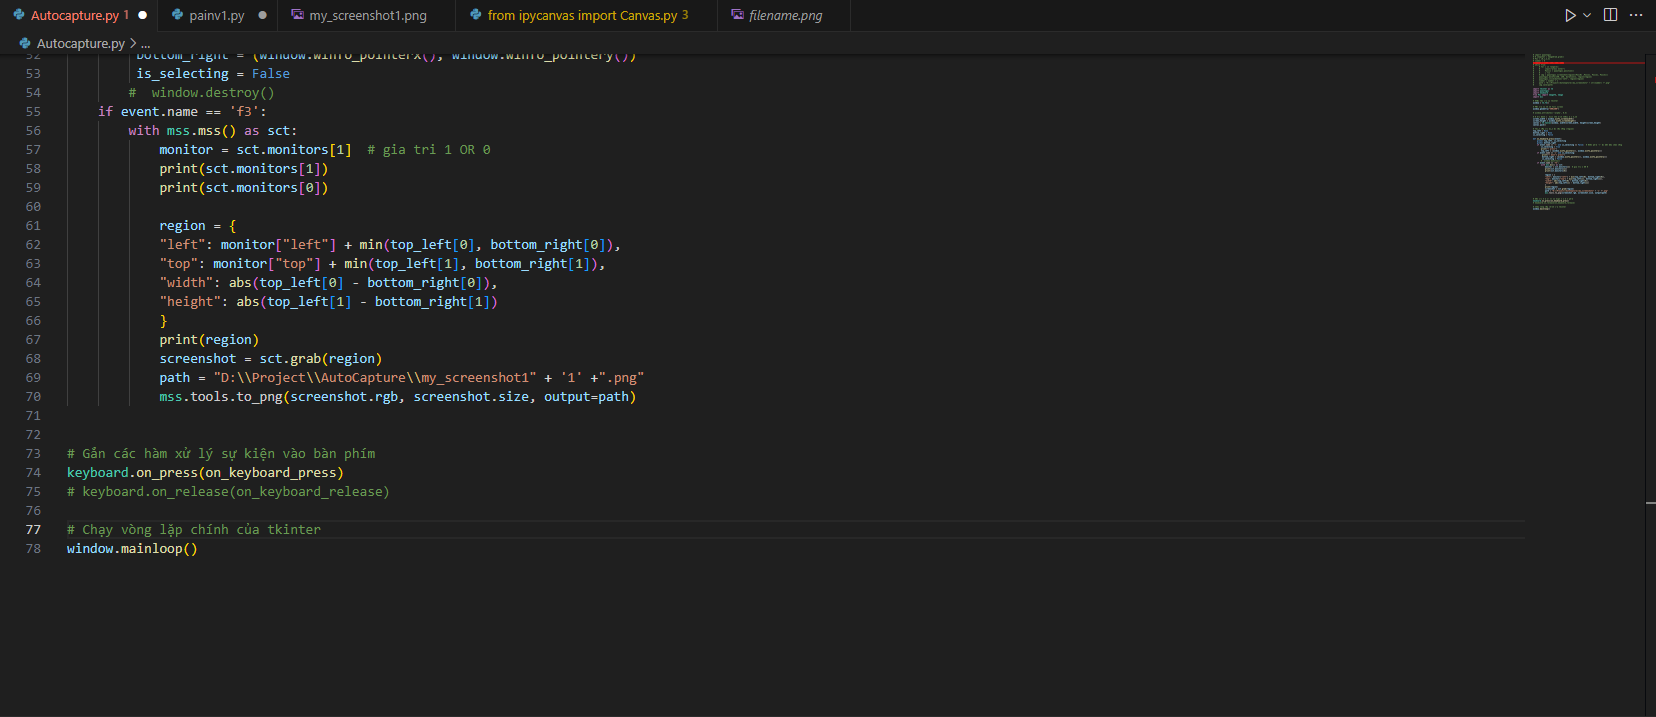 Autocapture.py 1
painv1.py
my_screenshot1.png
from ipycanvas import Canvas.py 3
filename.png
Autocapture.py > ...
52 bottom_right = (window.winfo_pointerx(), window.winfo_pointery())
53 is_selecting = False
54 #  window.destroy()
55 if event.name == 'f3':
56 with mss.mss() as sct:
57 monitor = sct.monitors[1]  # gia tri 1 OR 0
58 print(sct.monitors[1])
59 print(sct.monitors[0])
60
61 region = {
62 "left": monitor["left"] + min(top_left[0], bottom_right[0]),
63 "top": monitor["top"] + min(top_left[1], bottom_right[1]),
64 "width": abs(top_left[0] - bottom_right[0]),
65 "height": abs(top_left[1] - bottom_right[1])
66 }
67 print(region)
68 screenshot = sct.grab(region)
69 path = "D:\\Project\\AutoCapture\\my_screenshot1" + '1' +".png"
70 mss.tools.to_png(screenshot.rgb, screenshot.size, output=path)
71
72
73 # Gắn các hàm xử lý sự kiện vào bàn phím
74 keyboard.on_press(on_keyboard_press)
75 # keyboard.on_release(on_keyboard_release)
76
77 # Chạy vòng lặp chính của tkinter
78 window.mainloop()